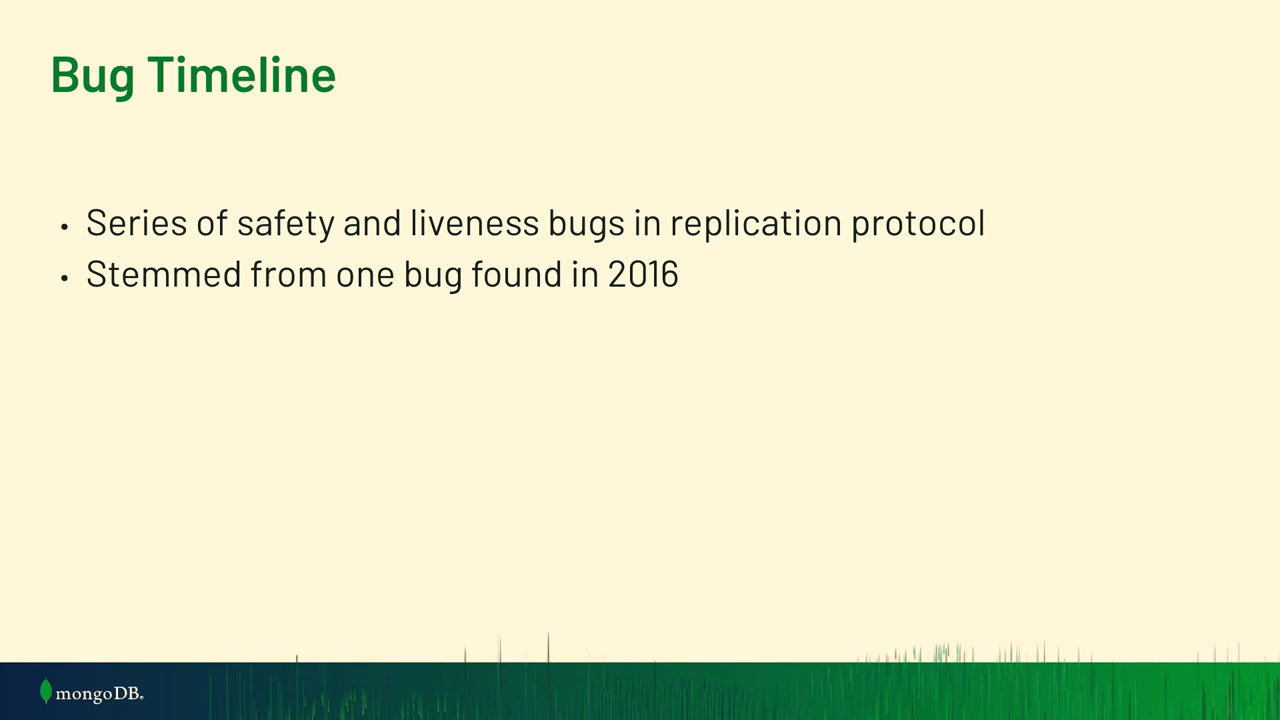 Bug Timeline
• Series of safety and liveness bugs in replication protocol
• Stemmed from one bug found in 2016
mongoDB®